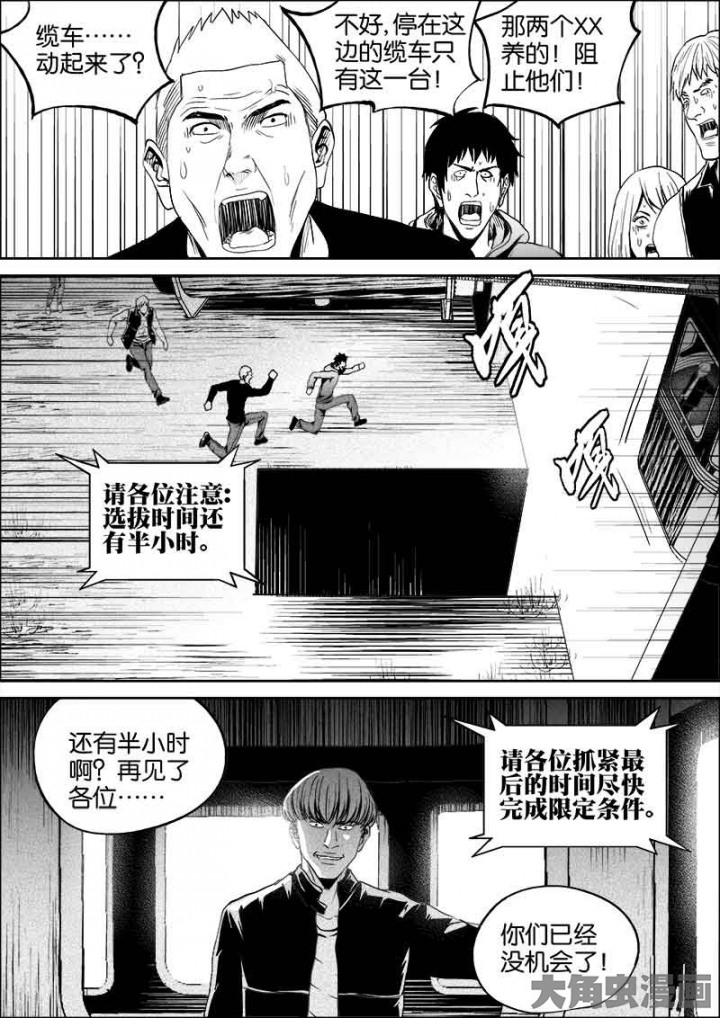 缆车……
动起来了？
不好，停在这
边的缆车只
有这一台！
那两个XX
养的！阻
止他们！
嘎
嘎
请各位注意：
选拔时间还
有半小时。
还有半小时
啊？再见了
各位……
请各位抓紧最
后的时间尽快
完成限定条件。
你们已经
没机会了！
大角虫漫画